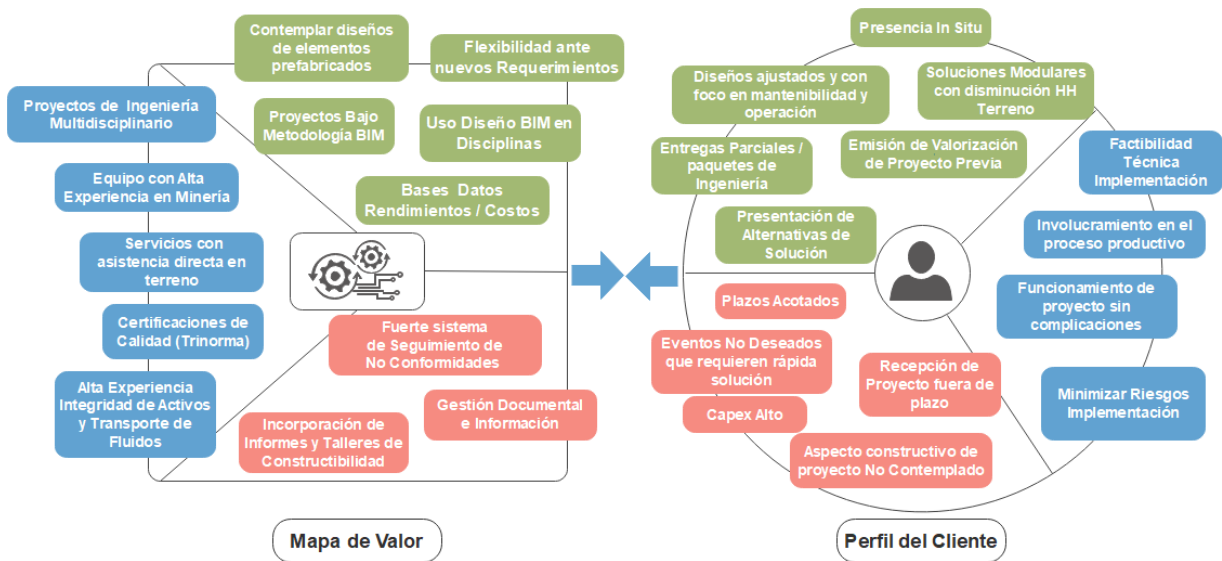 Contemplar diseños
de elementos
prefabricados
Flexibilidad ante
nuevos Requerimientos
Proyectos de Ingeniería
Multidisciplinario
Proyectos Bajo
Metodología BIM
Uso Diseño BIM en
Disciplinas
Equipo con Alta
Experiencia en Minería
Bases Datos
Rendimientos / Costos
Servicios con
asistencia directa en
terreno
Certificaciones de
Calidad (Trinorma)
Fuerte sistema
de Seguimiento de
No Conformidades
Alta Experiencia
Integridad de Activos
y Transporte de
Fluidos
Gestión Documental
e Información
Incorporación de
Informes y Talleres de
Constructibilidad
Mapa de Valor
Presencia In Situ
Diseños ajustados y con
foco en mantenibilidad y
operación
Soluciones Modulares
con disminución HH
Terreno
Entregas Parciales /
paquetes de
Ingeniería
Emisión de Valorización
de Proyecto Previa
Factibilidad
Técnica
Implementación
Presentación de
Alternativas de
Solución
Involucramiento en el
proceso productivo
Plazos Acotados
Funcionamiento de
proyecto sin
complicaciones
Eventos No Deseados
que requieren rápida
solución
Recepción de
Proyecto fuera de
plazo
Minimizar Riesgos
Implementación
Capex Alto
Aspecto constructivo de
proyecto No Contemplado
Perfil del Cliente